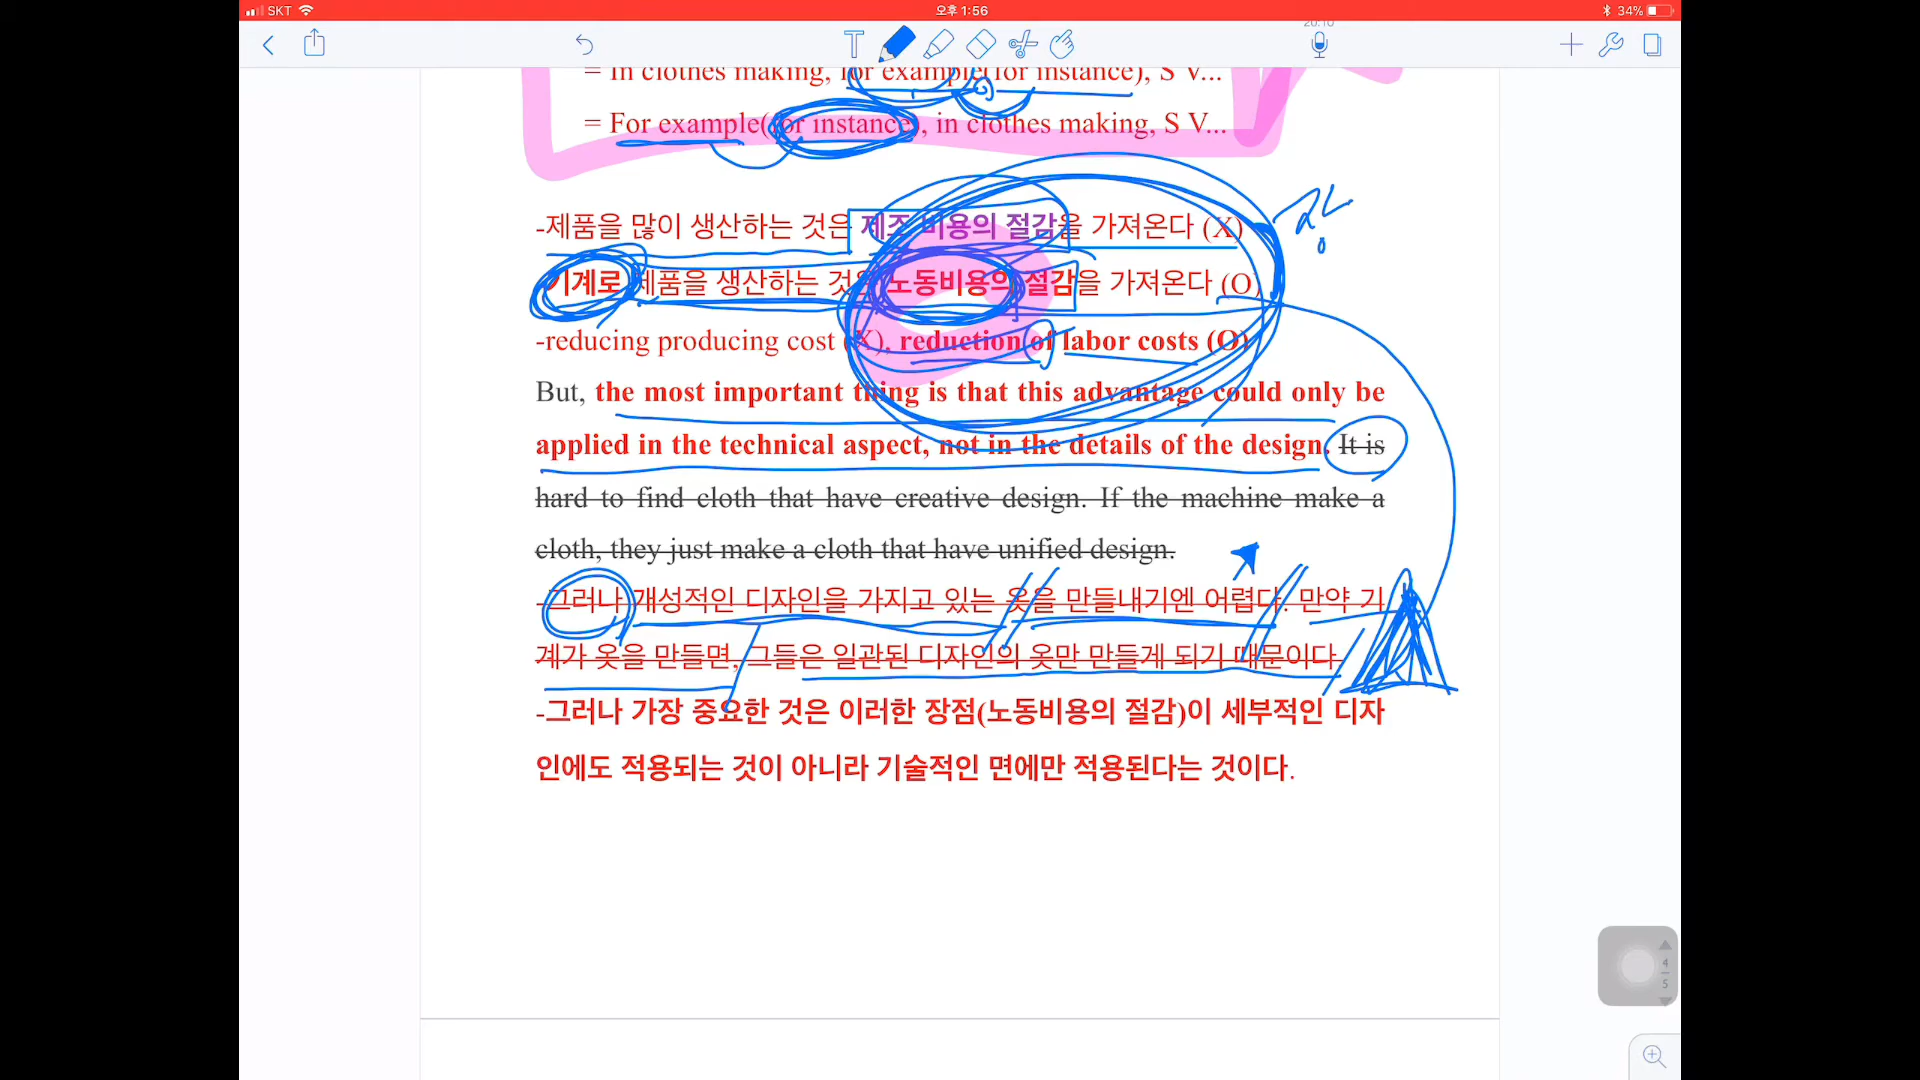 SKT 오후 1:56 34%
= In clothes making, for example(for instance), S V...
= For example(for instance), in clothes making, S V...
-제품을 많이 생산하는 것은 제조 비용의 절감을 가져온다 (X)
기계로 제품을 생산하는 것은 노동비용의 절감을 가져온다 (O)
-reducing producing cost (X), reduction of labor costs (O)
But, the most important thing is that this advantage could only be
applied in the technical aspect, not in the details of the design. It is
hard to find cloth that have creative design. If the machine make a
cloth, they just make a cloth that have unified design.
-그러나 개성적인 디자인을 가지고 있는 옷을 만들내기엔 어렵다. 만약 기
계가 옷을 만들면, 그들은 일관된 디자인의 옷만 만들게 되기 때문이다.
-그러나 가장 중요한 것은 이러한 장점(노동비용의 절감)이 세부적인 디자
인에도 적용되는 것이 아니라 기술적인 면에만 적용된다는 것이다.
4
5